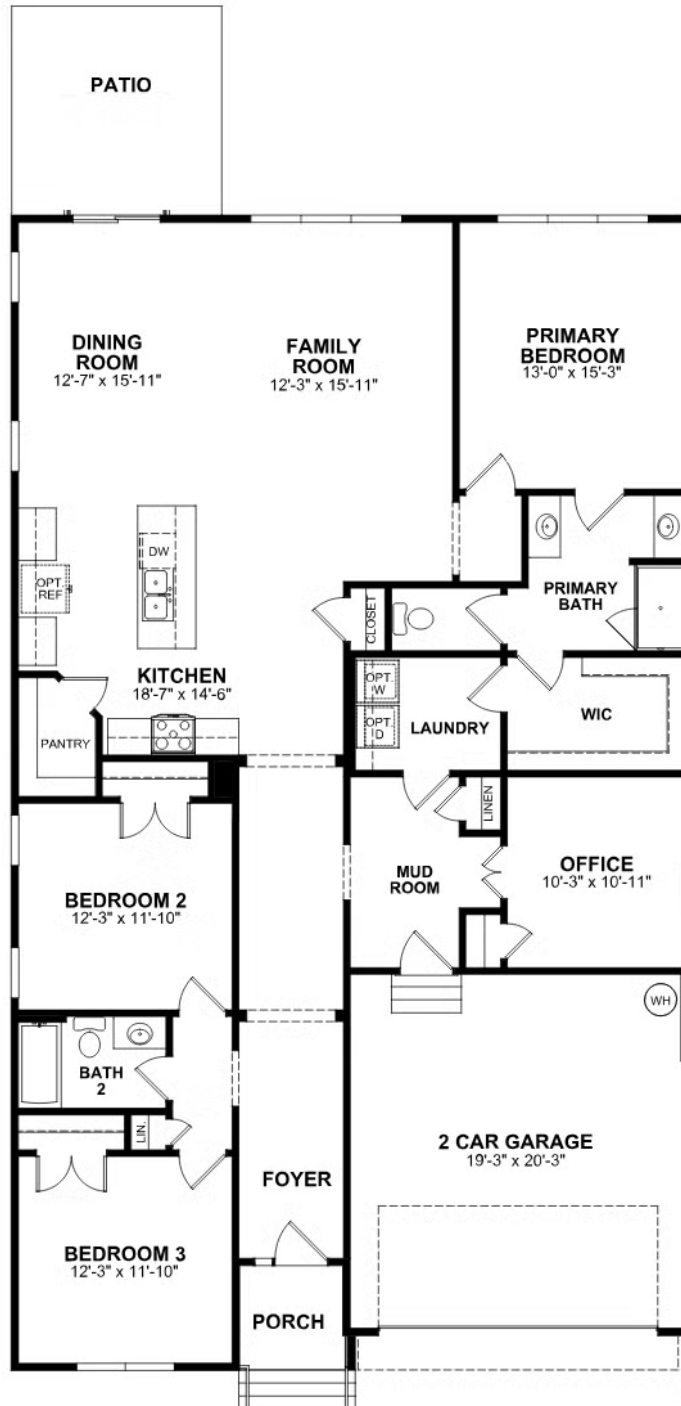 PATIO
DINING
ROOM
12'-7" x 15'-11"
FAMILY
ROOM
12'-3" x 15'-11"
PRIMARY
BEDROOM
13'-0" x 15'-3"
DW
OPT.
REF
PRIMARY
BATH
CLOSET
KITCHEN
18'-7" x 14'-6"
OPT.
W
OPT.
D
LAUNDRY
WIC
PANTRY
LINEN
MUD
ROOM
OFFICE
10'-3" x 10'-11"
BEDROOM 2
12'-3" x 11'-10"
WH
BATH
2
LIN.
2 CAR GARAGE
19'-3" x 20'-3"
FOYER
BEDROOM 3
12'-3" x 11'-10"
PORCH